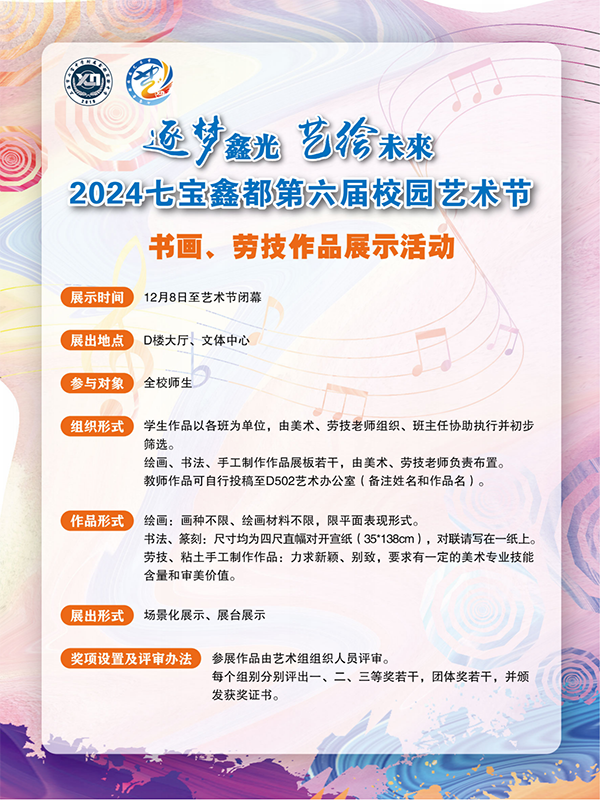 逐梦鑫光 艺绘未来
2024七宝鑫都第六届校园艺术节
书画、劳技作品展示活动
展示时间 12月8日至艺术节闭幕
展出地点 D楼大厅、文体中心
参与对象 全校师生
组织形式 学生作品以各班为单位，由美术、劳技老师组织、班主任协助执行并初步
筛选。
绘画、书法、手工制作作品展板若干，由美术、劳技老师负责布置。
教师作品可自行投稿至D502艺术办公室（备注姓名和作品名）。
作品形式 绘画：画种不限、绘画材料不限，限平面表现形式。
书法、篆刻：尺寸均为四尺直幅对开宣纸（35*138cm），对联请写在一纸上。
劳技、粘土手工制作作品：力求新颖、别致，要求有一定的美术专业技能
含量和审美价值。
展出形式 场景化展示、展台展示
奖项设置及评审办法 参展作品由艺术组组织人员评审。
每个组别分别评出一、二、三等奖若干，团体奖若干，并颁
发获奖证书。